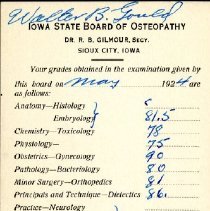 Walter B. Gould
IOWA STATE BOARD OF OSTEOPATHY
DR. R. B. GILMOUR, SECY.
SIOUX CITY, IOWA
Your grades obtained in the examination given by
this board on May 1924 are
as follows:
Anatomy—Histology
Embryology 81.5
Chemistry—Toxicology 78
Physiology— 75
Obstetrics—Gynecology 90
Pathology—Bacteriology 80
Minor Surgery—Orthopedics 81
Principals and Technique—Dietectics 86.
Practice—Neurology